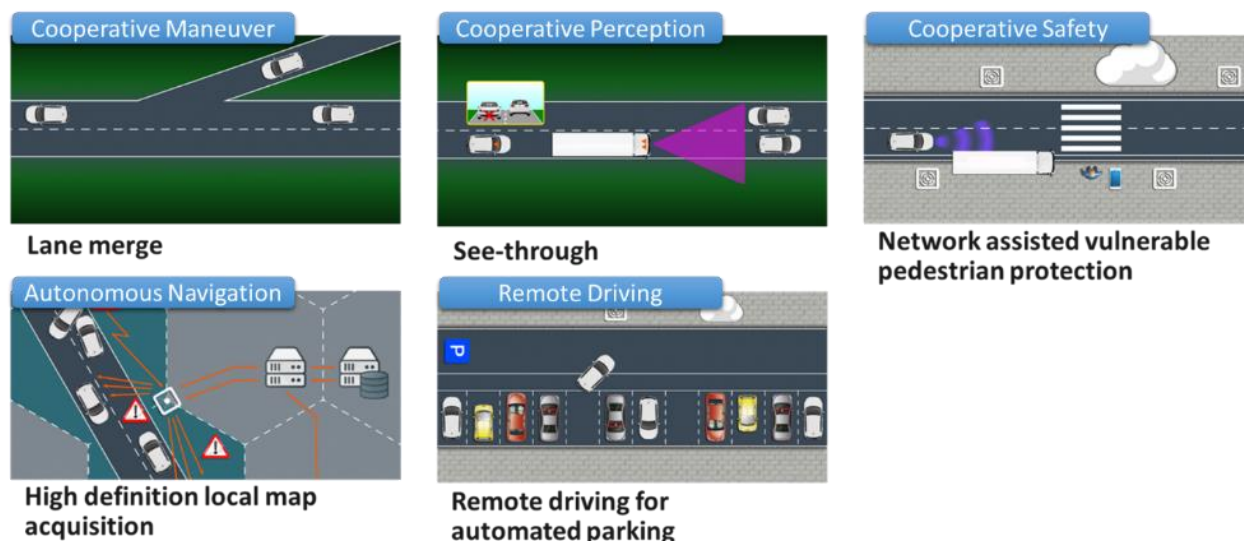 Cooperative Maneuver
Cooperative Perception
Cooperative Safety
Lane merge
See-through
Network assisted vulnerable
pedestrian protection
Autonomous Navigation
Remote Driving
P
High definition local map
acquisition
Remote driving for
automated parking